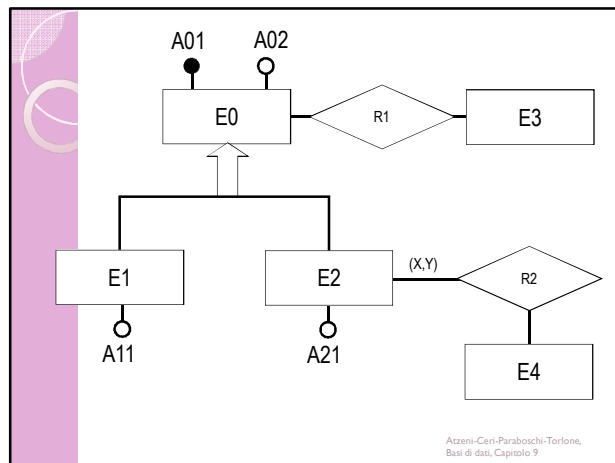 A01 A02
E0
R1
E3
E1
E2
(X,Y)
R2
A11
A21
E4
Atzeni-Ceri-Paraboschi-Torlone,
Basi di dati, Capitolo 9